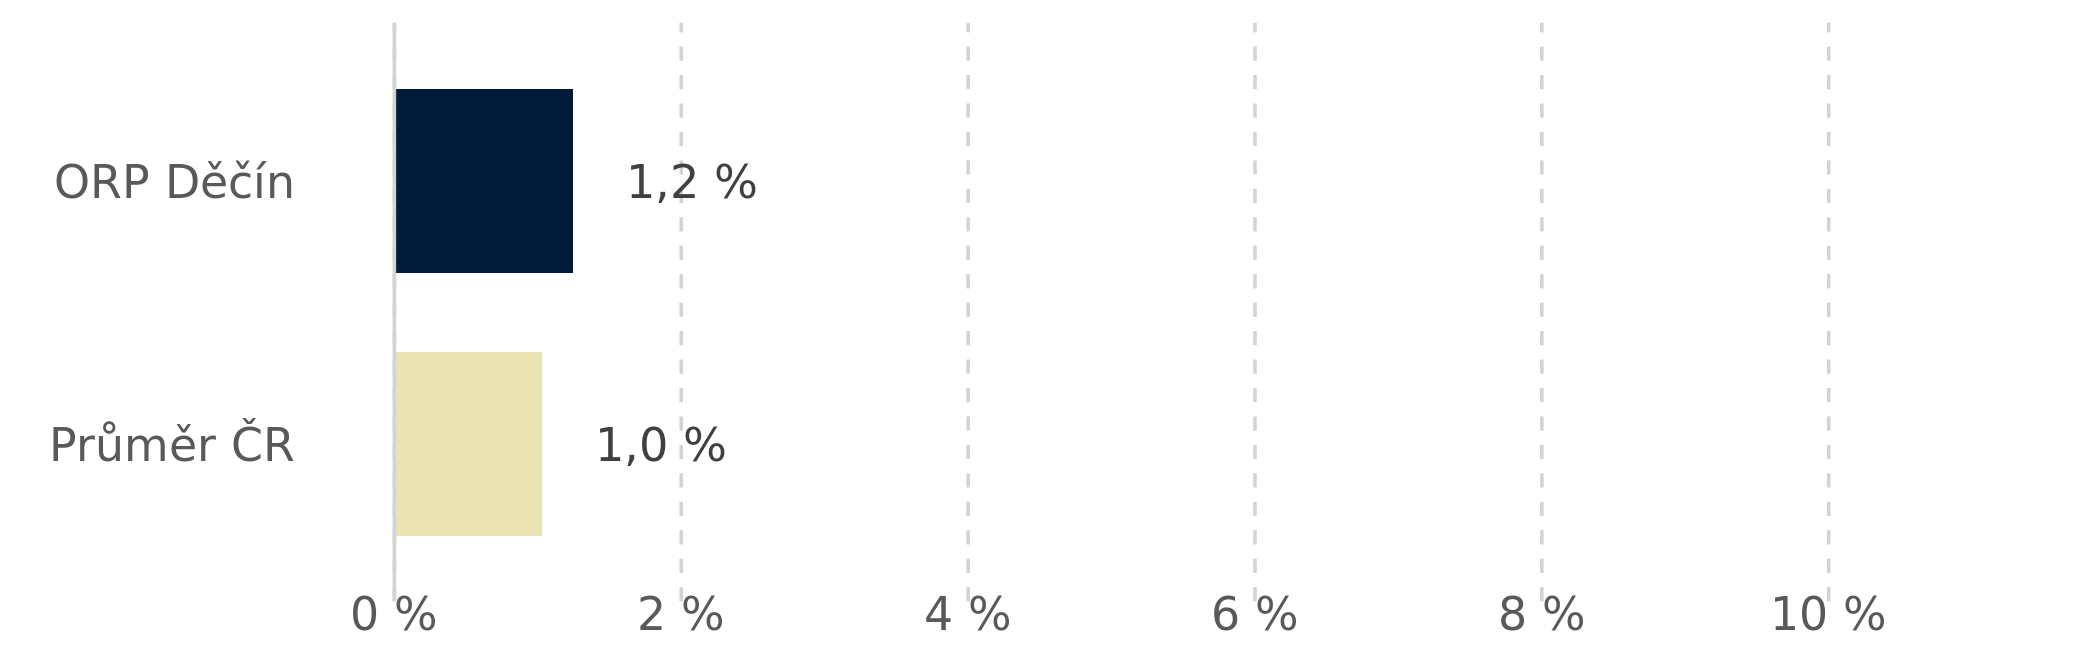 ORP Děčín
1,2 %
Průměr ČR
1,0 %
0 % 2 % 4 % 6 % 8 % 10 %